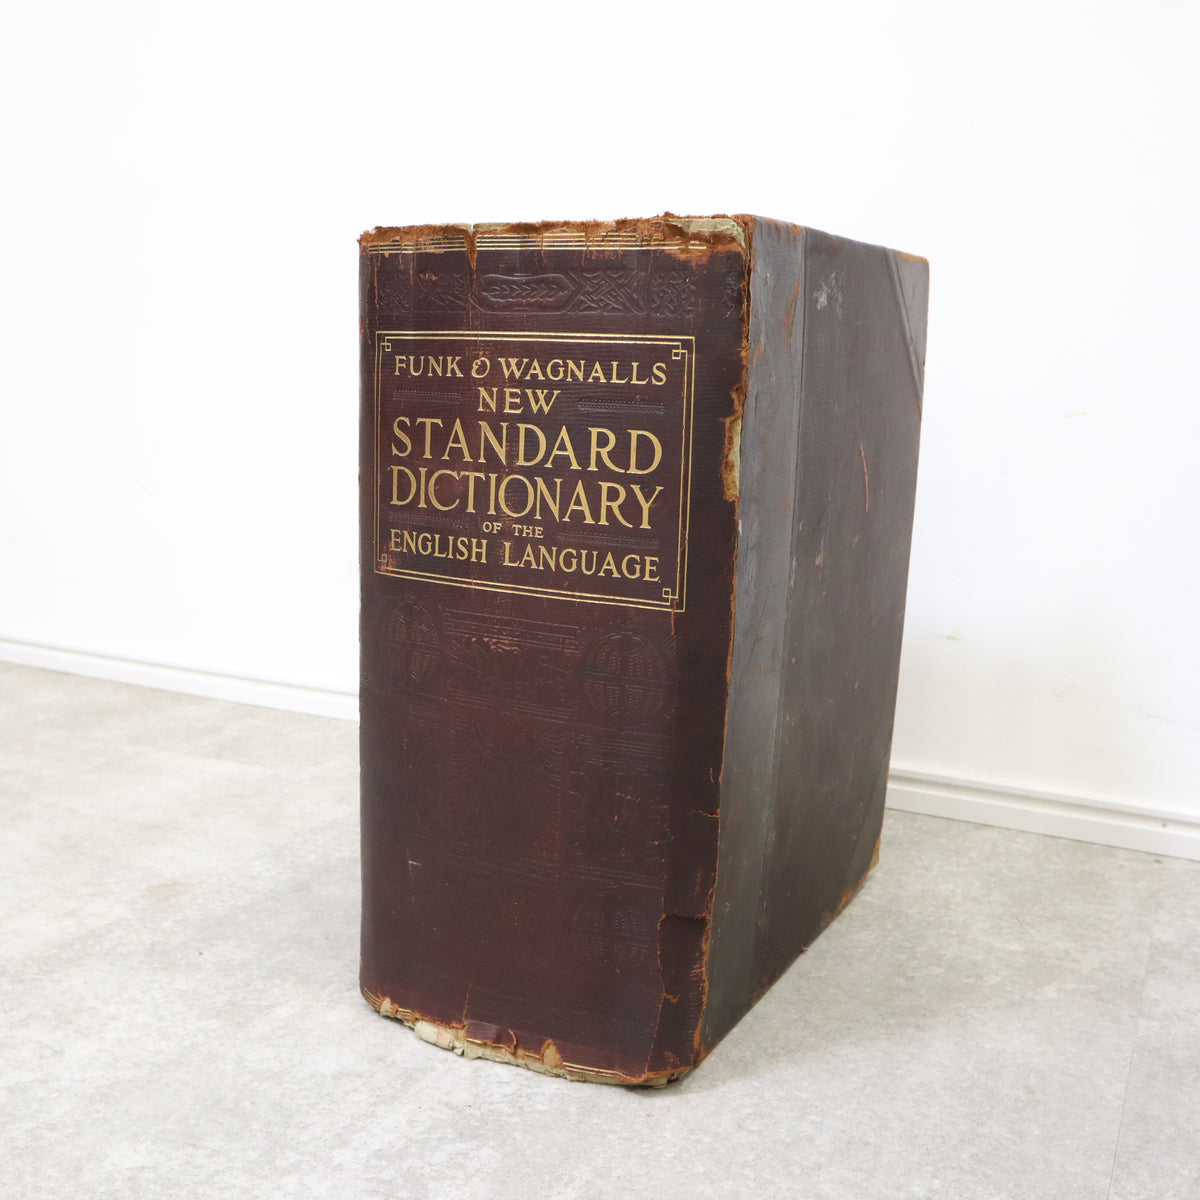 FUNK & WAGNALLS
NEW
STANDARD
DICTIONARY
OF THE
ENGLISH LANGUAGE